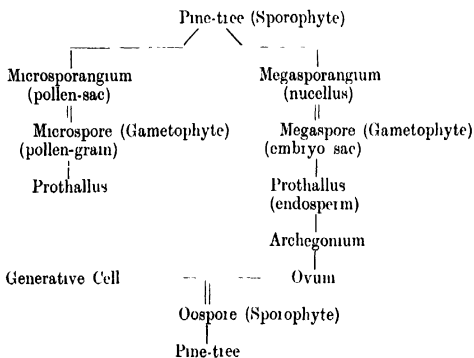 Pine-tree (Sporophyte)
Microsporangium
(pollen-sac)
Megasporangium
(nucellus)
Microspore (Gametophyte)
(pollen-grain)
Megaspore (Gametophyte)
(embryo sac)
Prothallus
Prothallus
(endosperm)
Archegonium
Generative Cell
Ovum
Oospore (Sporophyte)
Pine-tree